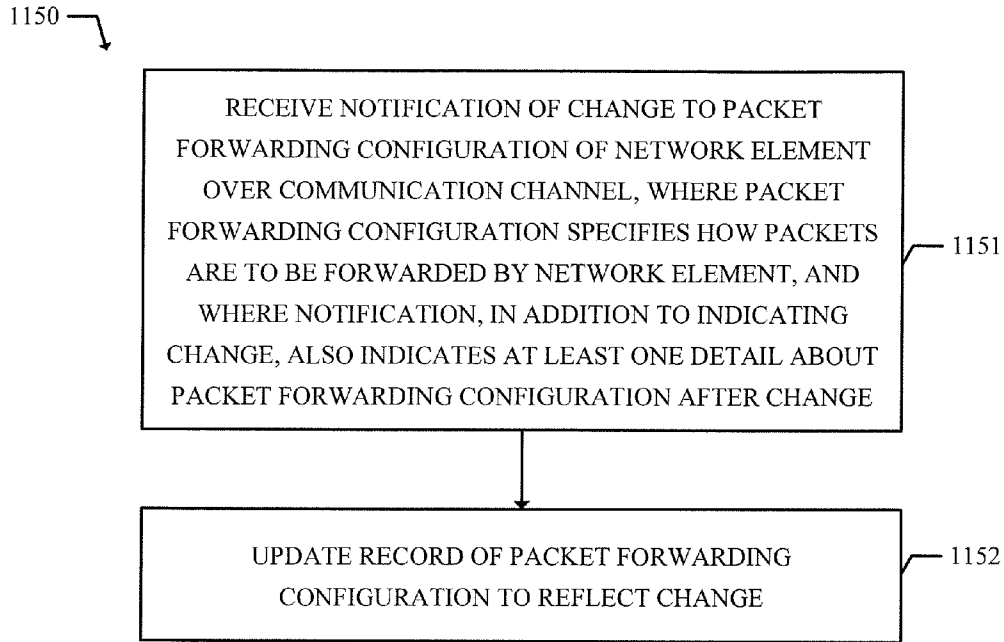 1150
RECEIVE NOTIFICATION OF CHANGE TO PACKET
FORWARDING CONFIGURATION OF NETWORK ELEMENT
OVER COMMUNICATION CHANNEL, WHERE PACKET
FORWARDING CONFIGURATION SPECIFIES HOW PACKETS
ARE TO BE FORWARDED BY NETWORK ELEMENT, AND
WHERE NOTIFICATION, IN ADDITION TO INDICATING
CHANGE, ALSO INDICATES AT LEAST ONE DETAIL ABOUT
PACKET FORWARDING CONFIGURATION AFTER CHANGE
1151
UPDATE RECORD OF PACKET FORWARDING
CONFIGURATION TO REFLECT CHANGE
1152